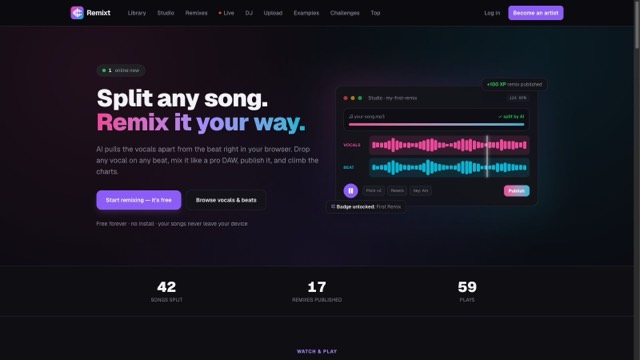 Remixt
Library Studio Remixes Live DJ Upload Examples Challenges Top
Log in Become an artist
1 online now
Split any song.
Remix it your way.
AI pulls the vocals apart from the beat right in your browser. Drop
any vocal on any beat, mix it like a pro DAW, publish it, and climb the
charts.
Start remixing — it's free Browse vocals & beats
Free forever · no install · your songs never leave your device
+100 XP remix published
Studio · my-first-remix
124 BPM
your song.mp3 ✓ split by AI
VOCALS
BEAT
Publish
Badge unlocked: First Remix
42 17 59
SONGS SPLIT REMIXES PUBLISHED PLAYS
WATCH & PLAY